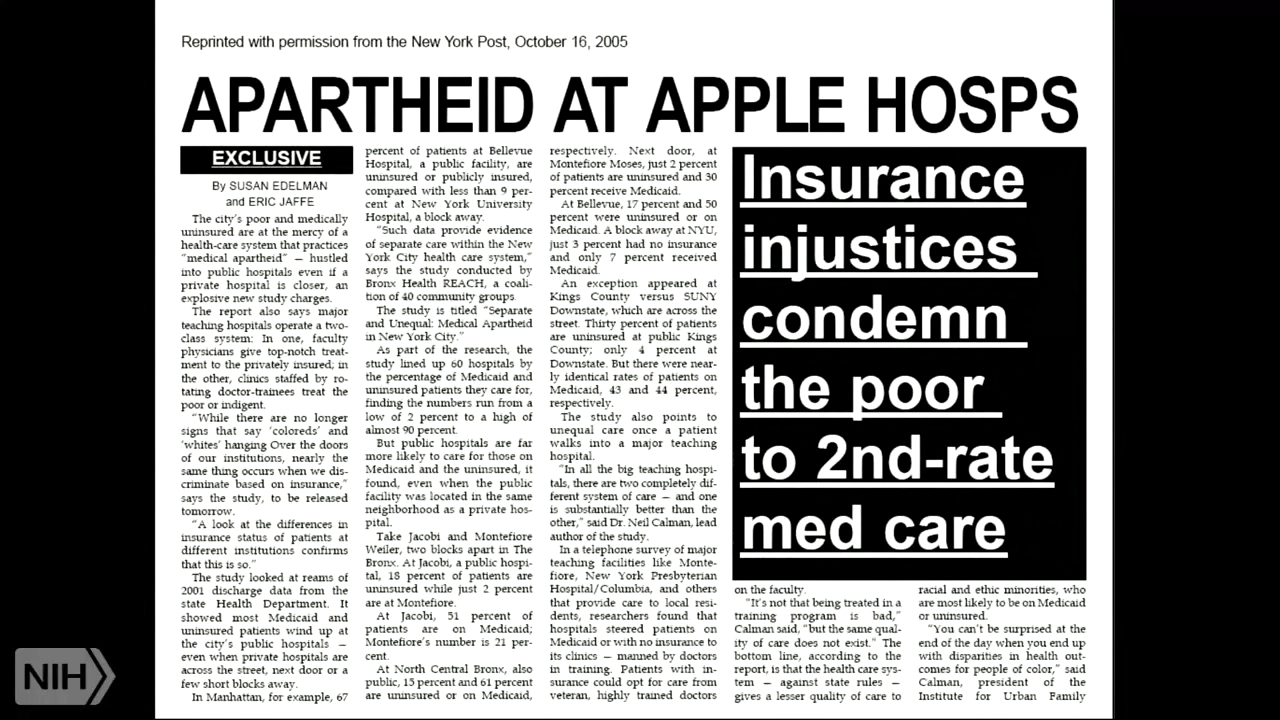 Reprinted with permission from the New York Post, October 16, 2005
APARTHEID AT APPLE HOSPS
EXCLUSIVE
By SUSAN EDELMAN
and ERIC JAFFE
The city's poor and medically
uninsured are at the mercy of a
health-care system that practices
"medical apartheid" — hustled
into public hospitals even if a
private hospital is closer, an
explosive new study charges.
The report also says major
teaching hospitals operate a two-
class system: In one, faculty
physicians give top-notch treat-
ment to the privately insured; in
the other, clinics staffed by ro-
tating doctor-trainees treat the
poor or indigent.
"While there are no longer
signs that say 'coloreds' and
'whites' hanging Over the doors
of our institutions, nearly the
same thing occurs when we dis-
criminate based on insurance,"
says the study, to be released
tomorrow.
"A look at the differences in
insurance status of patients at
different institutions confirms
that this is so."
The study looked at reams of
2001 discharge data from the
state Health Department. It
showed most Medicaid and
uninsured patients wind up at
the city's public hospitals —
even when private hospitals are
across the street, next door or a
few short blocks away.
In Manhattan, for example, 67
percent of patients at Bellevue
Hospital, a public facility, are
uninsured or publicly insured,
compared with less than 9 per-
cent at New York University
Hospital, a block away.
"Such data provide evidence
of separate care within the New
York City health care system,"
says the study conducted by
Bronx Health REACH, a coali-
tion of 40 community groups.
The study is titled "Separate
and Unequal: Medical Apartheid
in New York City."
As part of the research, the
study lined up 60 hospitals by
the percentage of Medicaid and
uninsured patients they care for,
finding the numbers run from a
low of 2 percent to a high of
almost 90 percent.
But public hospitals are far
more likely to care for those on
Medicaid and the uninsured, it
found, even when the public
facility was located in the same
neighborhood as a private hos-
pital.
Take Jacobi and Montefiore
Weiler, two blocks apart in The
Bronx. At Jacobi, a public hospi-
tal, 18 percent of patients are
uninsured while just 2 percent
are at Montefiore.
At Jacobi, 51 percent of
patients are on Medicaid;
Montefiore's number is 21 per-
cent.
At North Central Bronx, also
public, 15 percent and 61 percent
are uninsured or on Medicaid,
respectively. Next door, at
Montefiore Moses, just 2 percent
of patients are uninsured and 30
percent receive Medicaid.
At Bellevue, 17 percent and 50
percent were uninsured or on
Medicaid. A block away at NYU,
just 3 percent had no insurance
and only 7 percent received
Medicaid.
An exception appeared at
Kings County versus SUNY
Downstate, which are across the
street. Thirty percent of patients
are uninsured at public Kings
County; only 4 percent at
Downstate. But there were near-
ly identical rates of patients on
Medicaid, 43 and 44 percent,
respectively.
The study also points to
unequal care once a patient
walks into a major teaching
hospital.
"In all the big teaching hospi-
tals, there are two completely dif-
ferent system of care — and one
is substantially better than the
other," said Dr. Neil Calman, lead
author of the study.
In a telephone survey of major
teaching facilities like Monte-
fiore, New York Presbyterian
Hospital/Columbia, and others
that provide care to local resi-
dents, researchers found that
hospitals steered patients on
Medicaid or with no insurance to
its clinics — manned by doctors
in training. Patients with in-
surance could opt for care from
veteran, highly trained doctors
Insurance
injustices
condemn
the poor
to 2nd-rate
med care
on the faculty.
"It's not that being treated in a
training program is bad,"
Calman said, "but the same qual-
ity of care does not exist." The
bottom line, according to the
report, is that the health care sys-
tem — against state rules —
gives a lesser quality of care to
racial and ethic minorities, who
are most likely to be on Medicaid
or uninsured.
"You can't be surprised at the
end of the day when you end up
with disparities in health out-
comes for people of color," said
Calman, president of the
Institute for Urban Family
NIH